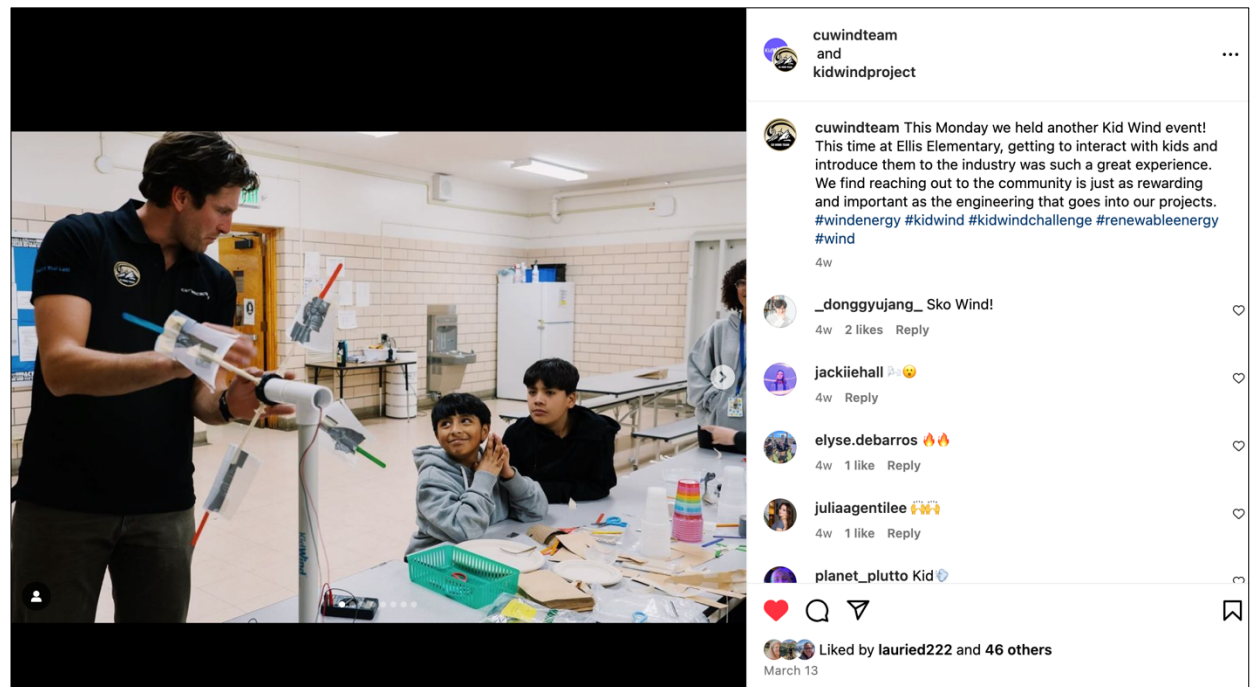 cuwindteam
and
kidwindproject
cuwindteam This Monday we held another Kid Wind event!
This time at Ellis Elementary, getting to interact with kids and
introduce them to the industry was such a great experience.
We find reaching out to the community is just as rewarding
and important as the engineering that goes into our projects.
#windenergy #kidwind #kidwindchallenge #renewableenergy
#wind
4w
_donggyujang_ Sko Wind!
4w 2 likes Reply
jackiiehall 🌬️😮
4w Reply
elyse.debarros 🔥🔥
4w 1 like Reply
juliaagentilee 🙌🙌
4w 1 like Reply
planet_plutto Kid💨
Liked by lauried222 and 46 others
March 13
EXIT
KidWind